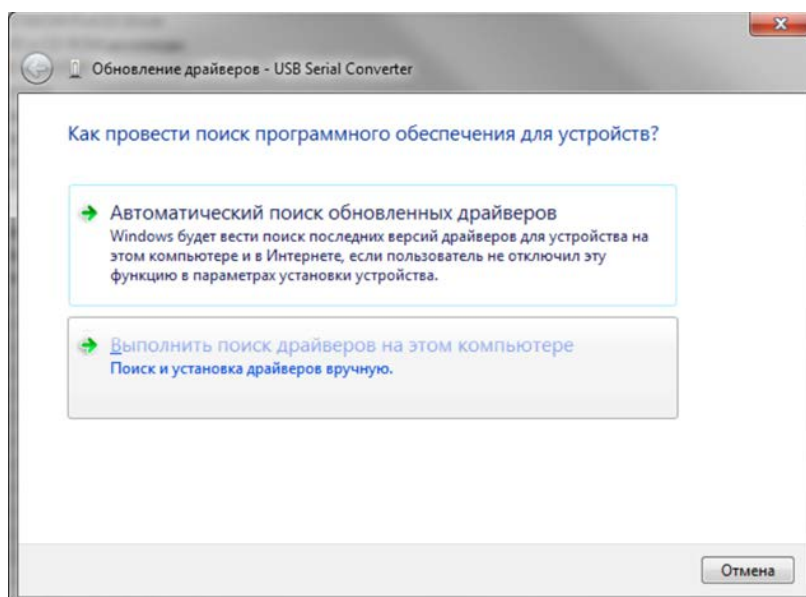 Обновление драйверов - USB Serial Converter
Как провести поиск программного обеспечения для устройств?
Автоматический поиск обновленных драйверов
Windows будет вести поиск последних версий драйверов для устройства на
этом компьютере и в Интернете, если пользователь не отключил эту
функцию в параметрах установки устройства.
Выполнить поиск драйверов на этом компьютере
Поиск и установка драйверов вручную.
Отмена